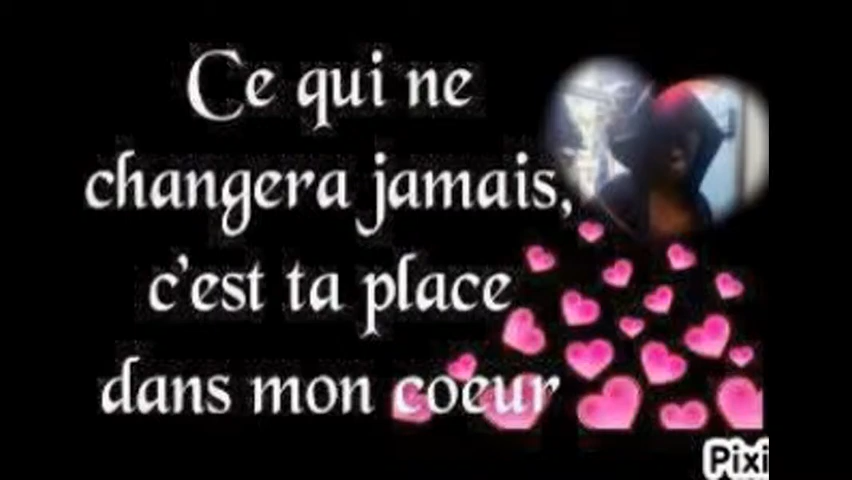 Ce qui ne
changera jamais,
c'est ta place
dans mon coeur
Pixi